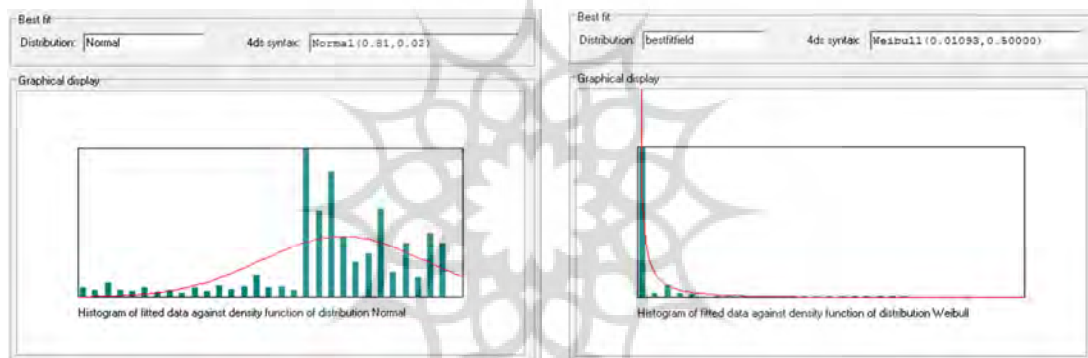 Best fit
Distribution: Normal 4ds syntax: Normal(0.81,0.02)
Graphical display
Histogram of fitted data against density function of distribution Normal
Best fit
Distribution: bestfitfield 4ds syntax: Weibull(0.01093,0.50000)
Graphical display
Histogram of fitted data against density function of distribution Weibull